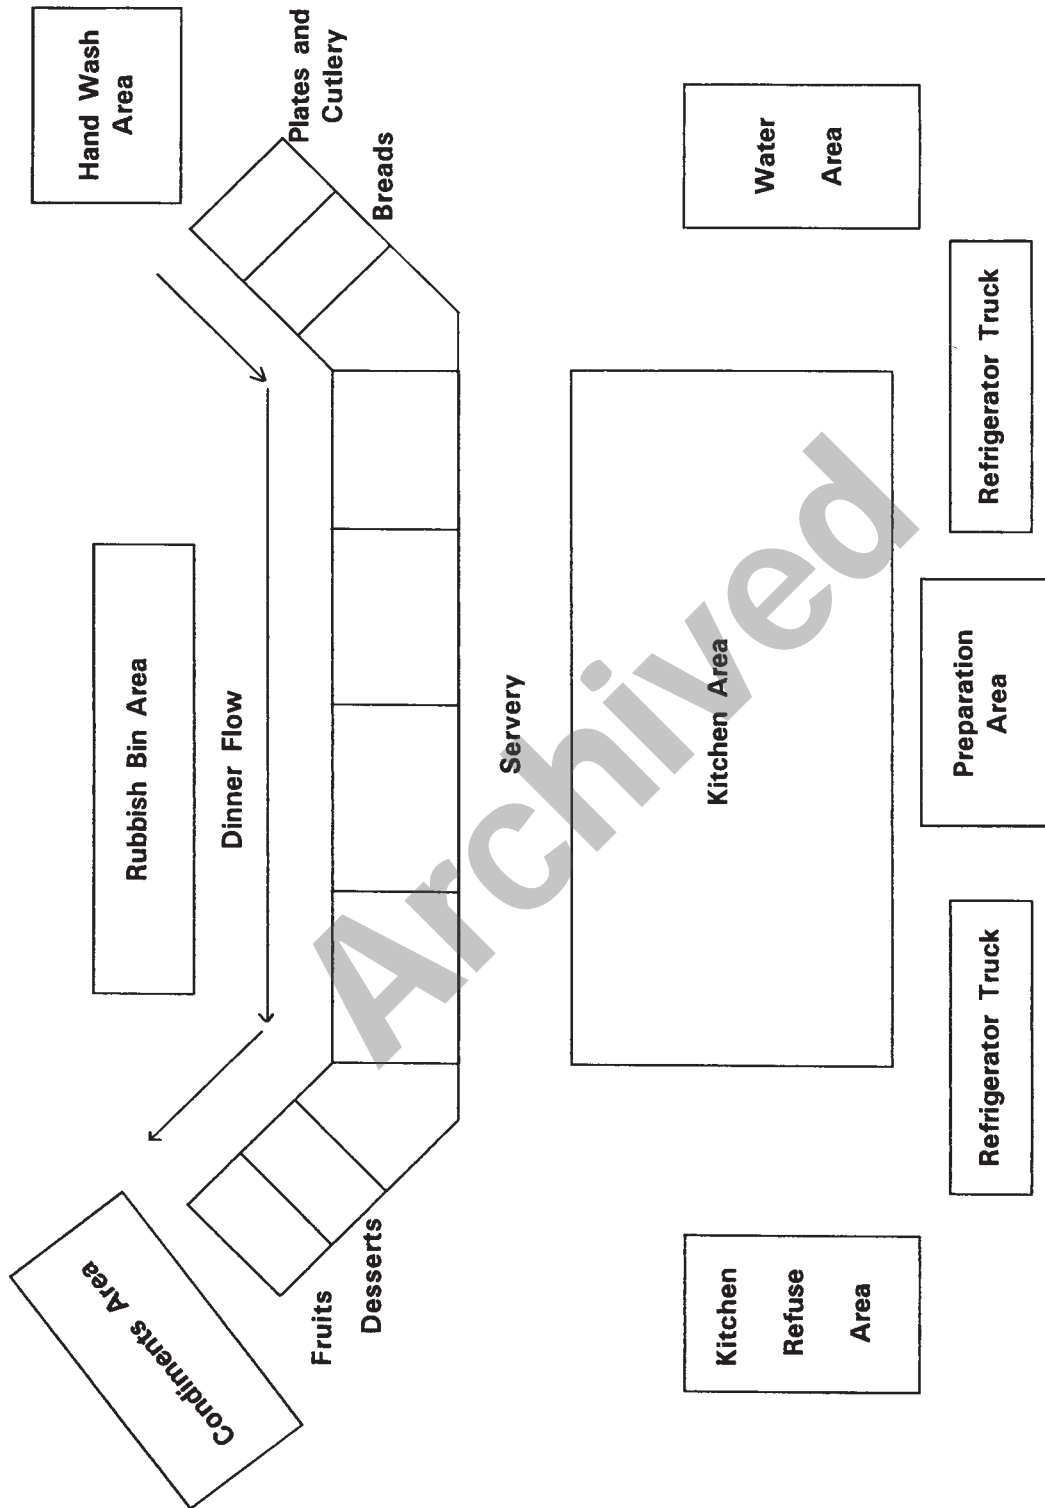 Condiments Area
Rubbish Bin Area
Hand Wash
Area
Dinner Flow
Fruits
Desserts
Plates and
Cutlery
Breads
Servery
Archived
Kitchen
Refuse
Area
Kitchen Area
Water
Area
Refrigerator Truck
Preparation
Area
Refrigerator Truck